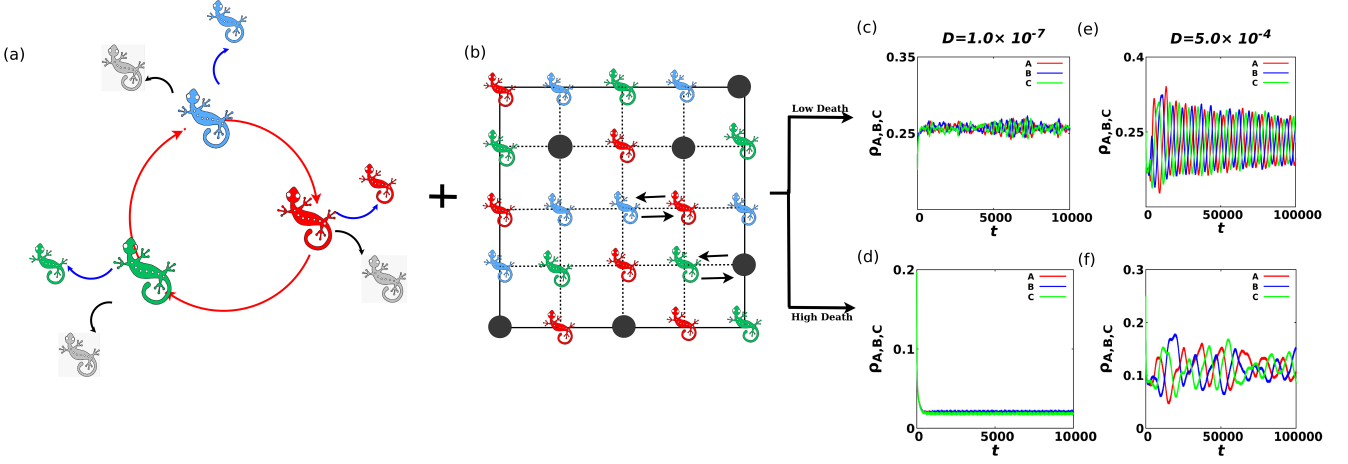 (a)
(b)
+
Low Death
High Death
(c)
D=1.0× 10-7
0.35
0.25
ρA,B,C
A
B
C
0
5000
10000
t
(e)
D=5.0× 10-4
0.4
0.25
ρA,B,C
A
B
C
0
50000
100000
t
(d)
0.2
0.1
0
ρA,B,C
A
B
C
0
5000
10000
t
(f)
0.3
0.2
0.1
0
ρA,B,C
A
B
C
0
50000
100000
t